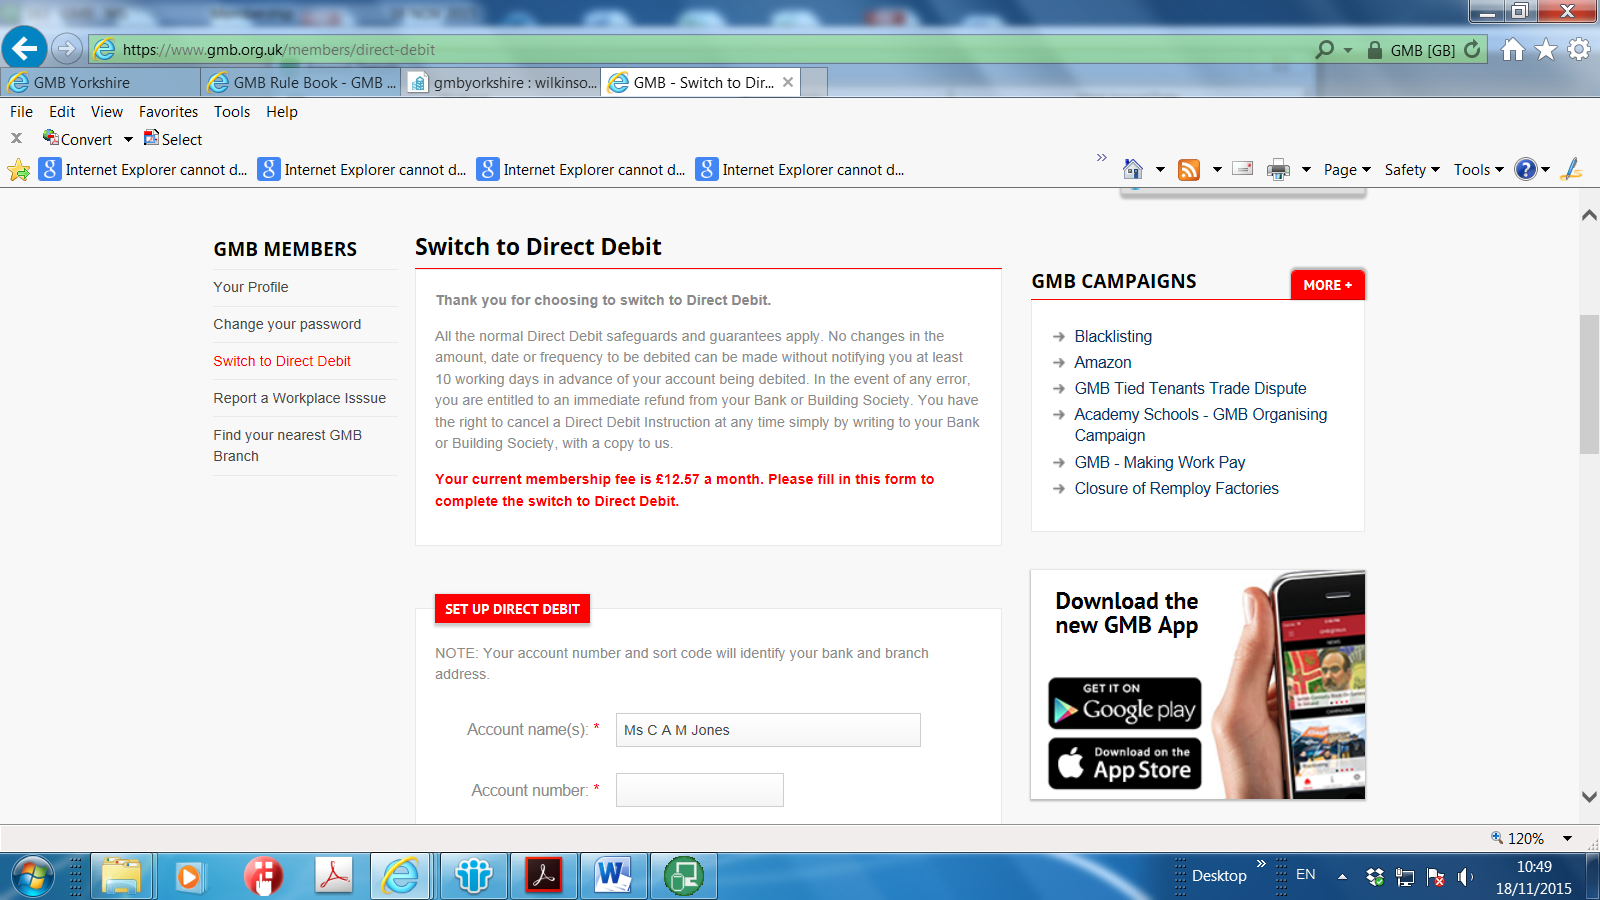 https://www.gmb.org.uk/members/direct-debit
GMB [GB]
GMB Yorkshire
GMB Rule Book - GMB ...
gmbyorkshire : wilkinso...
GMB - Switch to Dir...
File Edit View Favorites Tools Help
Convert Select
Internet Explorer cannot d...
Internet Explorer cannot d...
Internet Explorer cannot d...
Internet Explorer cannot d...
Page Safety Tools
GMB MEMBERS
Your Profile
Change your password
Switch to Direct Debit
Report a Workplace Isssue
Find your nearest GMB
Branch
Switch to Direct Debit
Thank you for choosing to switch to Direct Debit.
All the normal Direct Debit safeguards and guarantees apply. No changes in the
amount, date or frequency to be debited can be made without notifying you at least
10 working days in advance of your account being debited. In the event of any error,
you are entitled to an immediate refund from your Bank or Building Society. You have
the right to cancel a Direct Debit Instruction at any time simply by writing to your Bank
or Building Society, with a copy to us.
Your current membership fee is £12.57 a month. Please fill in this form to
complete the switch to Direct Debit.
SET UP DIRECT DEBIT
NOTE: Your account number and sort code will identify your bank and branch
address.
Account name(s): * Ms C A M Jones
Account number: *
GMB CAMPAIGNS
MORE +
Blacklisting
Amazon
GMB Tied Tenants Trade Dispute
Academy Schools - GMB Organising
Campaign
GMB - Making Work Pay
Closure of Remploy Factories
Download the
new GMB App
GET IT ON
Google play
Download on the
App Store
120%
Desktop
EN
10:49
18/11/2015